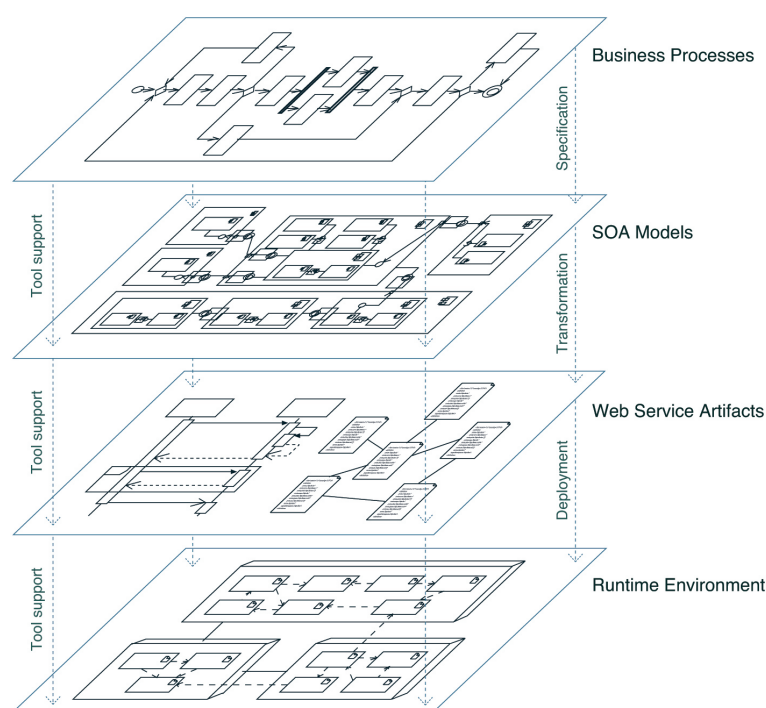 Business Processes
Specification
Tool support
SOA Models
Transformation
Tool support
Web Service Artifacts
Deployment
Tool support
Runtime Environment